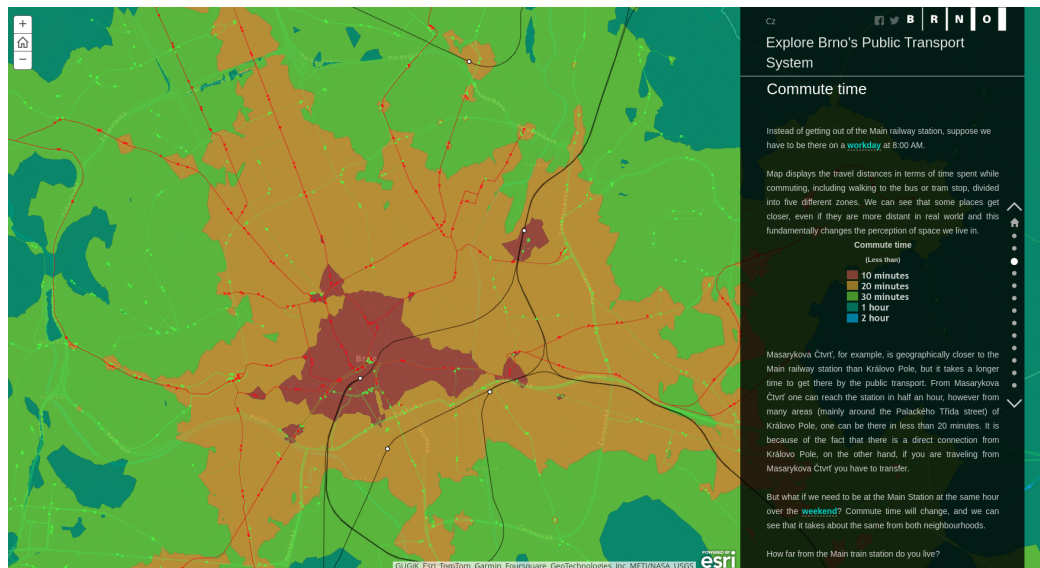 +
−
Brno
GUGiK, Esri, TomTom, Garmin, Foursquare, GeoTechnologies, Inc, METI/NASA, USGS
POWERED BY
esri
Cz
B R N O
Explore Brno's Public Transport
System
Commute time
Instead of getting out of the Main railway station, suppose we
have to be there on a workday at 8:00 AM.
Map displays the travel distances in terms of time spent while
commuting, including walking to the bus or tram stop, divided
into five different zones. We can see that some places get
closer, even if they are more distant in real world and this
fundamentally changes the perception of space we live in.
Commute time
(Less than)
10 minutes
20 minutes
30 minutes
1 hour
2 hour
Masarykova Čtvrť, for example, is geographically closer to the
Main railway station than Královo Pole, but it takes a longer
time to get there by the public transport. From Masarykova
Čtvrť one can reach the station in half an hour, however from
many areas (mainly around the Palackého Třída street) of
Královo Pole, one can be there in less than 20 minutes. It is
because of the fact that there is a direct connection from
Královo Pole, on the other hand, if you are traveling from
Masarykova Čtvrť you have to transfer.
But what if we need to be at the Main Station at the same hour
over the weekend? Commute time will change, and we can
see that it takes about the same from both neighbourhoods.
How far from the Main train station do you live?